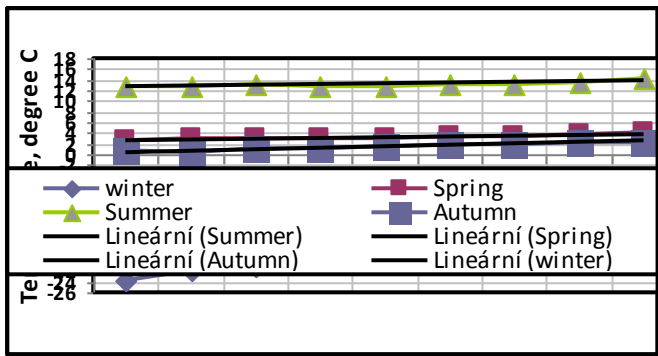 e, degree C
18
16
14
12
10
8
6
4
2
0
winter
Spring
Summer
Autumn
Lineární (Summer)
Lineární (Spring)
Lineární (Autumn)
Lineární (winter)
-24
-26